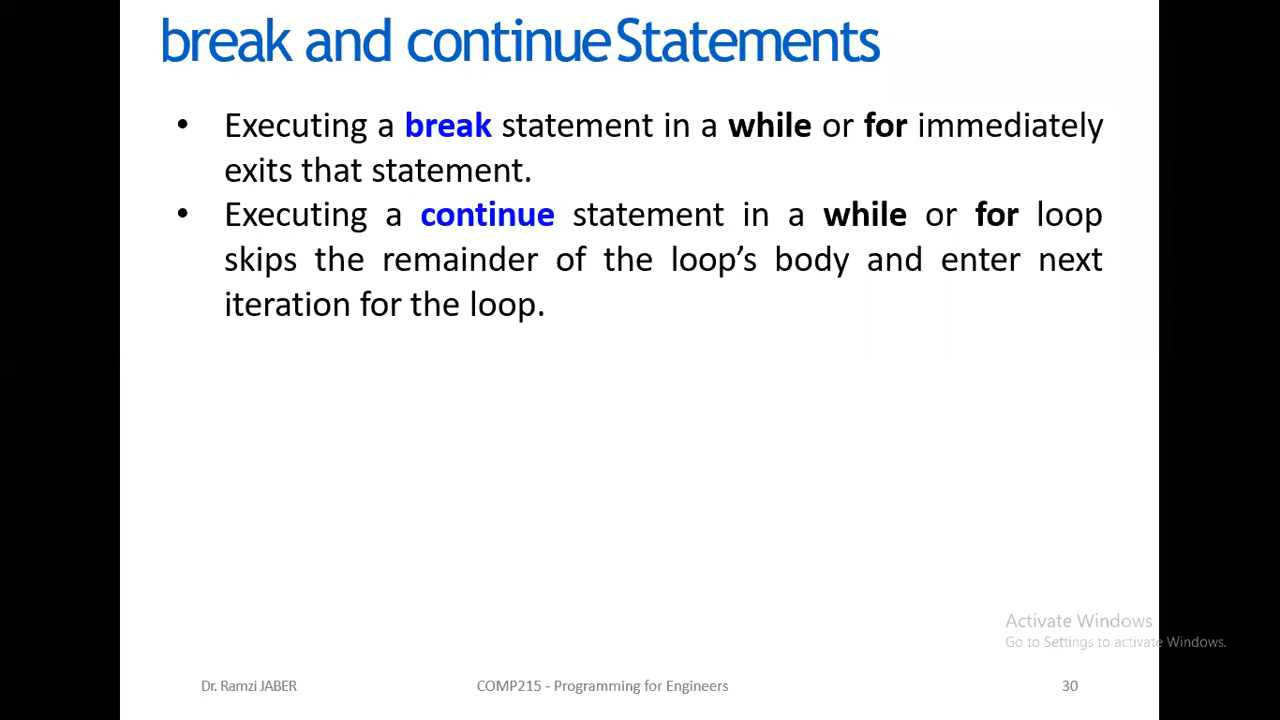 break and continue Statements
• Executing a break statement in a while or for immediately
exits that statement.
• Executing a continue statement in a while or for loop
skips the remainder of the loop’s body and enter next
iteration for the loop.
Activate Windows
Go to Settings to activate Windows.
Dr. Ramzi JABER
COMP215 - Programming for Engineers
30